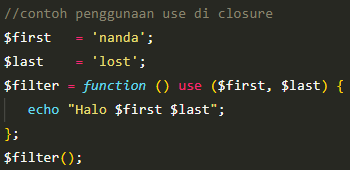 //contoh penggunaan use di closure
$first   = 'nanda';
$last    = 'lost';
$filter = function () use ($first, $last) {
   echo "Halo $first $last";
};
$filter();